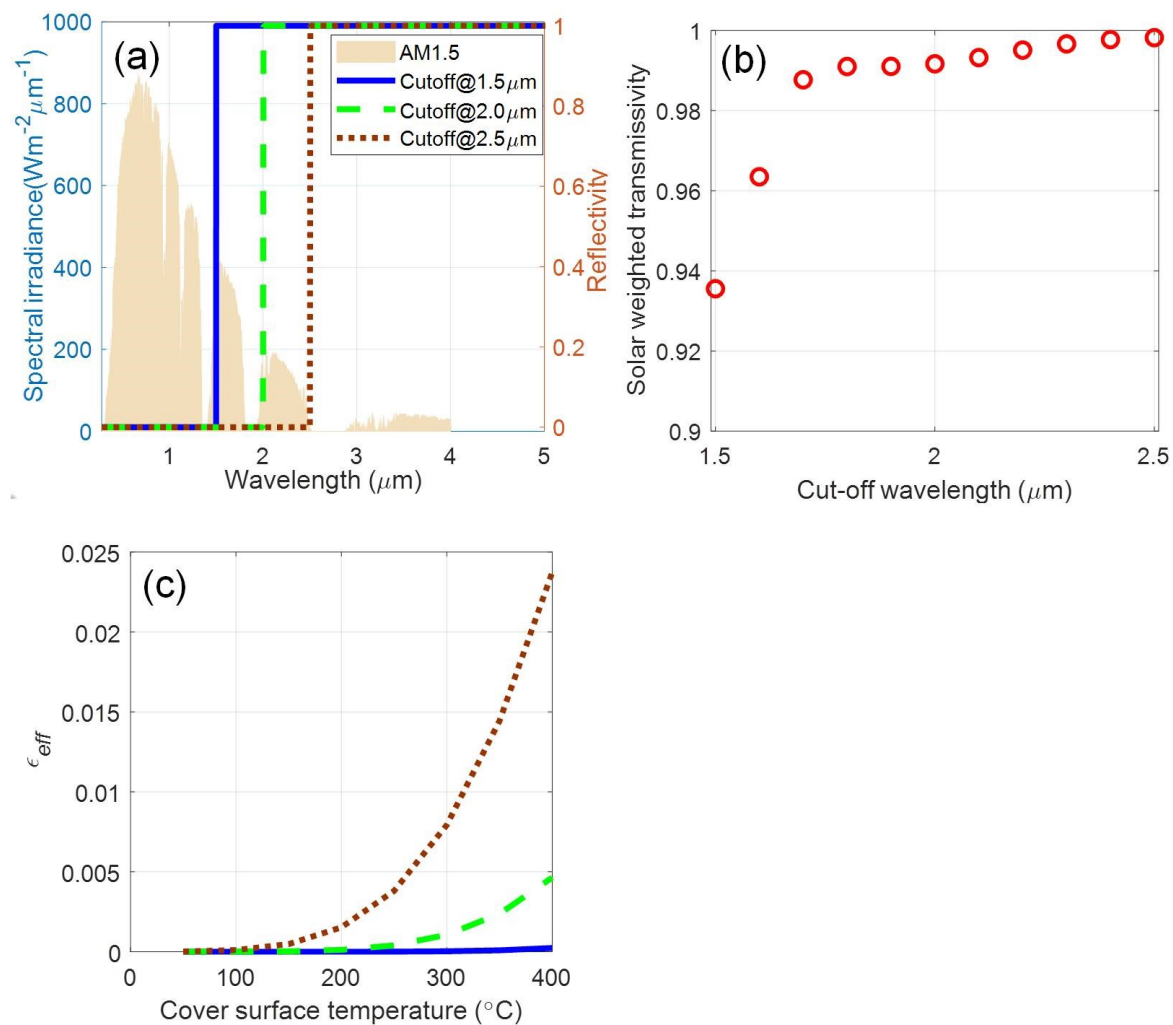 (a)
1000
800
600
400
200
0
Spectral irradiance(Wm⁻²μm⁻¹)
1
0.8
0.6
0.4
0.2
0
Reflectivity
AM1.5
Cutoff@1.5μm
Cutoff@2.0μm
Cutoff@2.5μm
1 2 3 4 5
Wavelength (μm)
(b)
1
0.98
0.96
0.94
0.92
0.9
Solar weighted transmissivity
1.5 2 2.5
Cut-off wavelength (μm)
(c)
0.025
0.02
0.015
0.01
0.005
0
ϵeff
0 100 200 300 400
Cover surface temperature (°C)